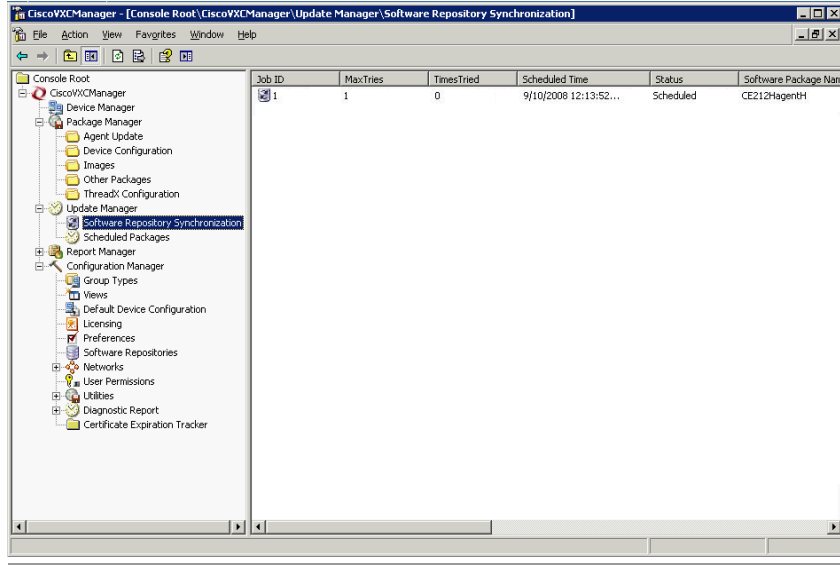 CiscoVXCManager - [Console Root\CiscoVXCManager\Update Manager\Software Repository Synchronization]
File Action View Favorites Window Help
Console Root
CiscoVXCManager
Device Manager
Package Manager
Agent Update
Device Configuration
Images
Other Packages
ThreadX Configuration
Update Manager
Software Repository Synchronization
Scheduled Packages
Report Manager
Configuration Manager
Group Types
Views
Default Device Configuration
Licensing
Preferences
Software Repositories
Networks
User Permissions
Utilities
Diagnostic Report
Certificate Expiration Tracker
Job ID MaxTries TimesTried Scheduled Time Status Software Package Nam
1 1 0 9/10/2008 12:13:52... Scheduled CE212HagentH